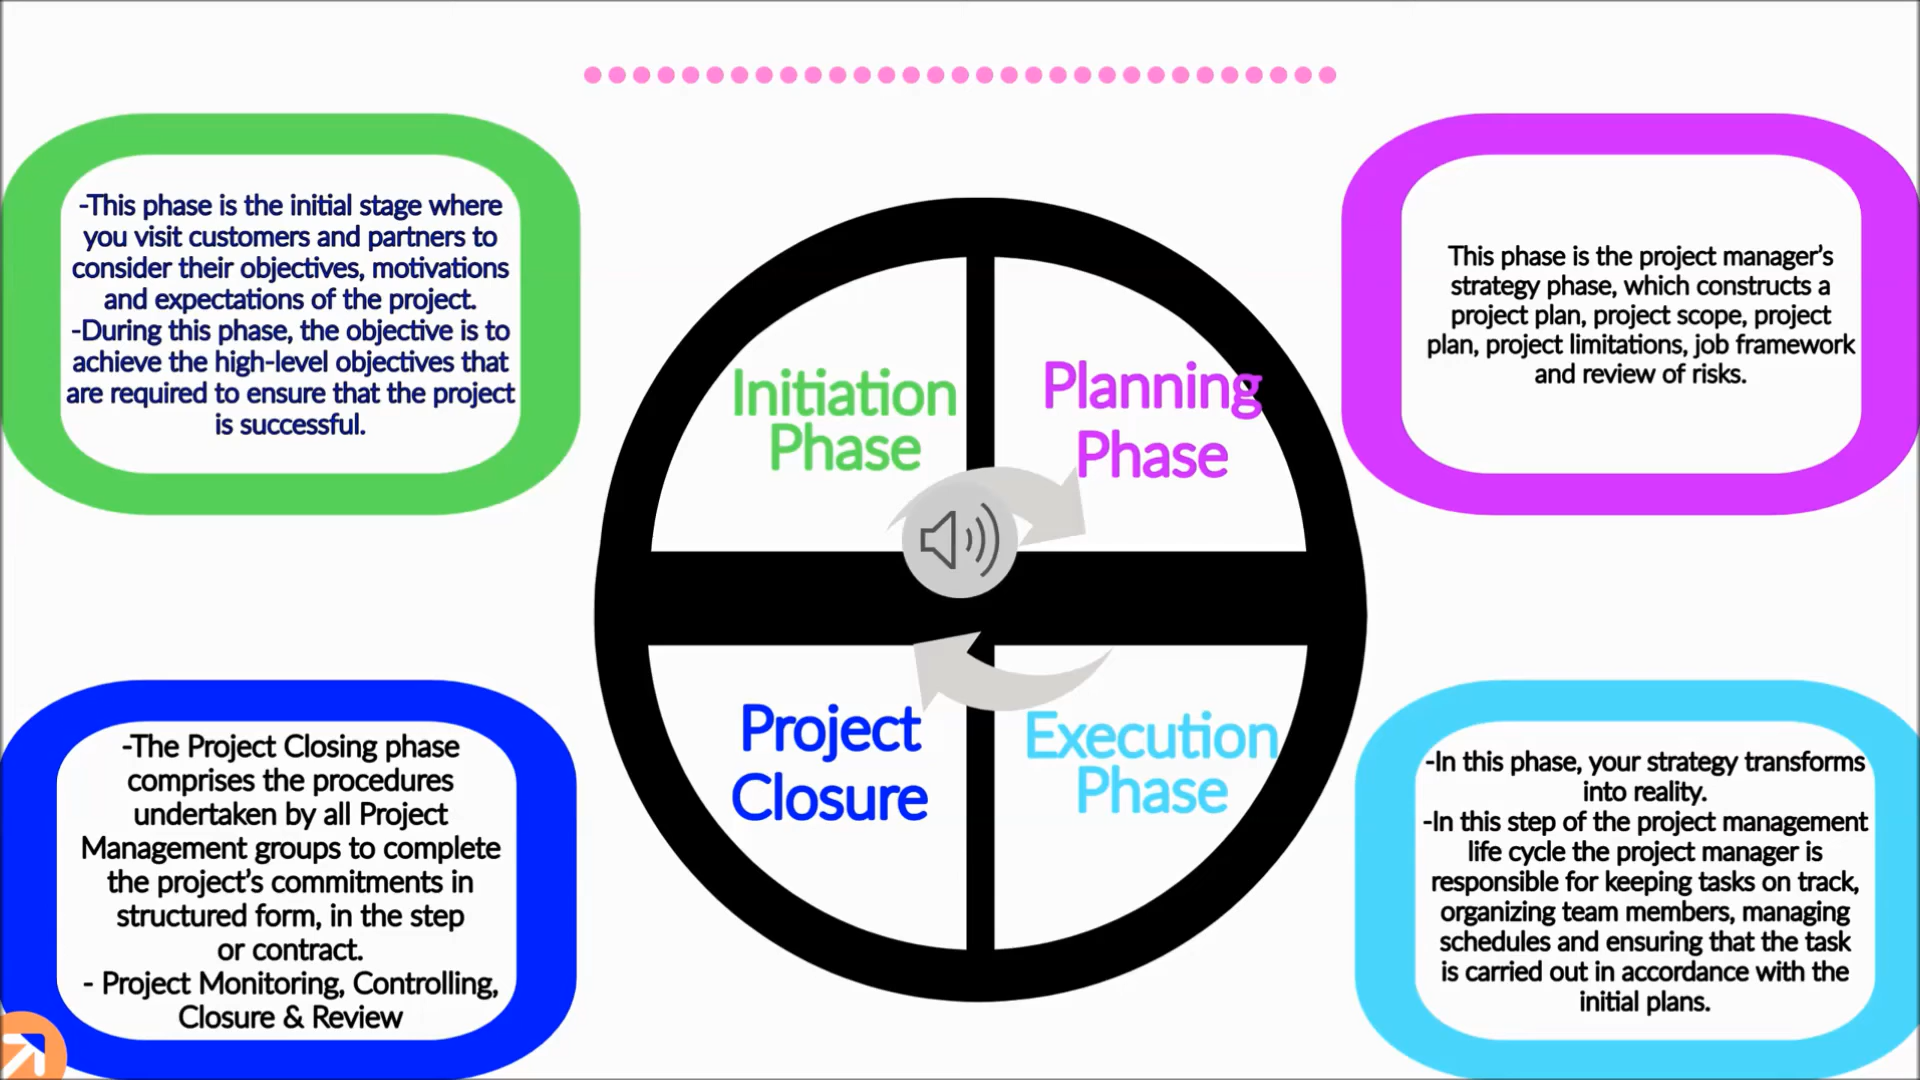 -This phase is the initial stage where
you visit customers and partners to
consider their objectives, motivations
and expectations of the project.
-During this phase, the objective is to
achieve the high-level objectives that
are required to ensure that the project
is successful.
Initiation
Phase
Planning
Phase
This phase is the project manager's
strategy phase, which constructs a
project plan, project scope, project
plan, project limitations, job framework
and review of risks.
-The Project Closing phase
comprises the procedures
undertaken by all Project
Management groups to complete
the project's commitments in
structured form, in the step
or contract.
- Project Monitoring, Controlling,
Closure & Review
Project
Closure
Execution
Phase
-In this phase, your strategy transforms
into reality.
-In this step of the project management
life cycle the project manager is
responsible for keeping tasks on track,
organizing team members, managing
schedules and ensuring that the task
is carried out in accordance with the
initial plans.